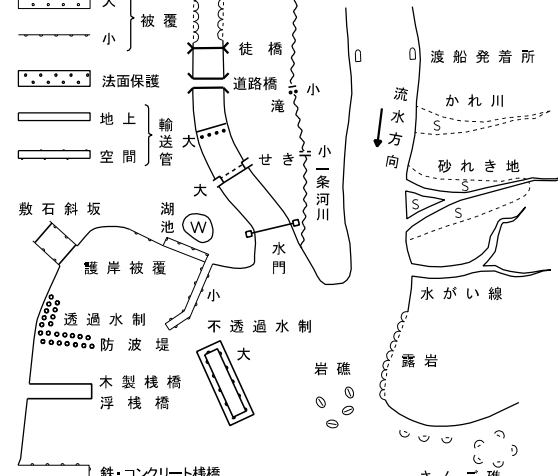 大
被覆
小
法面保護
地上
輸送管
空間
敷石斜坂
湖池
W
護岸被覆
小
透過水制
不透過水制
防波堤
大
木製桟橋
浮桟橋
鉄・コンクリート桟橋
徒橋
道路橋
小
滝
大
せき
小
大
一条河川
水門
岩礁
渡船発着所
流水方向
かれ川
S
砂れき地
S
S
S
水がい線
露岩